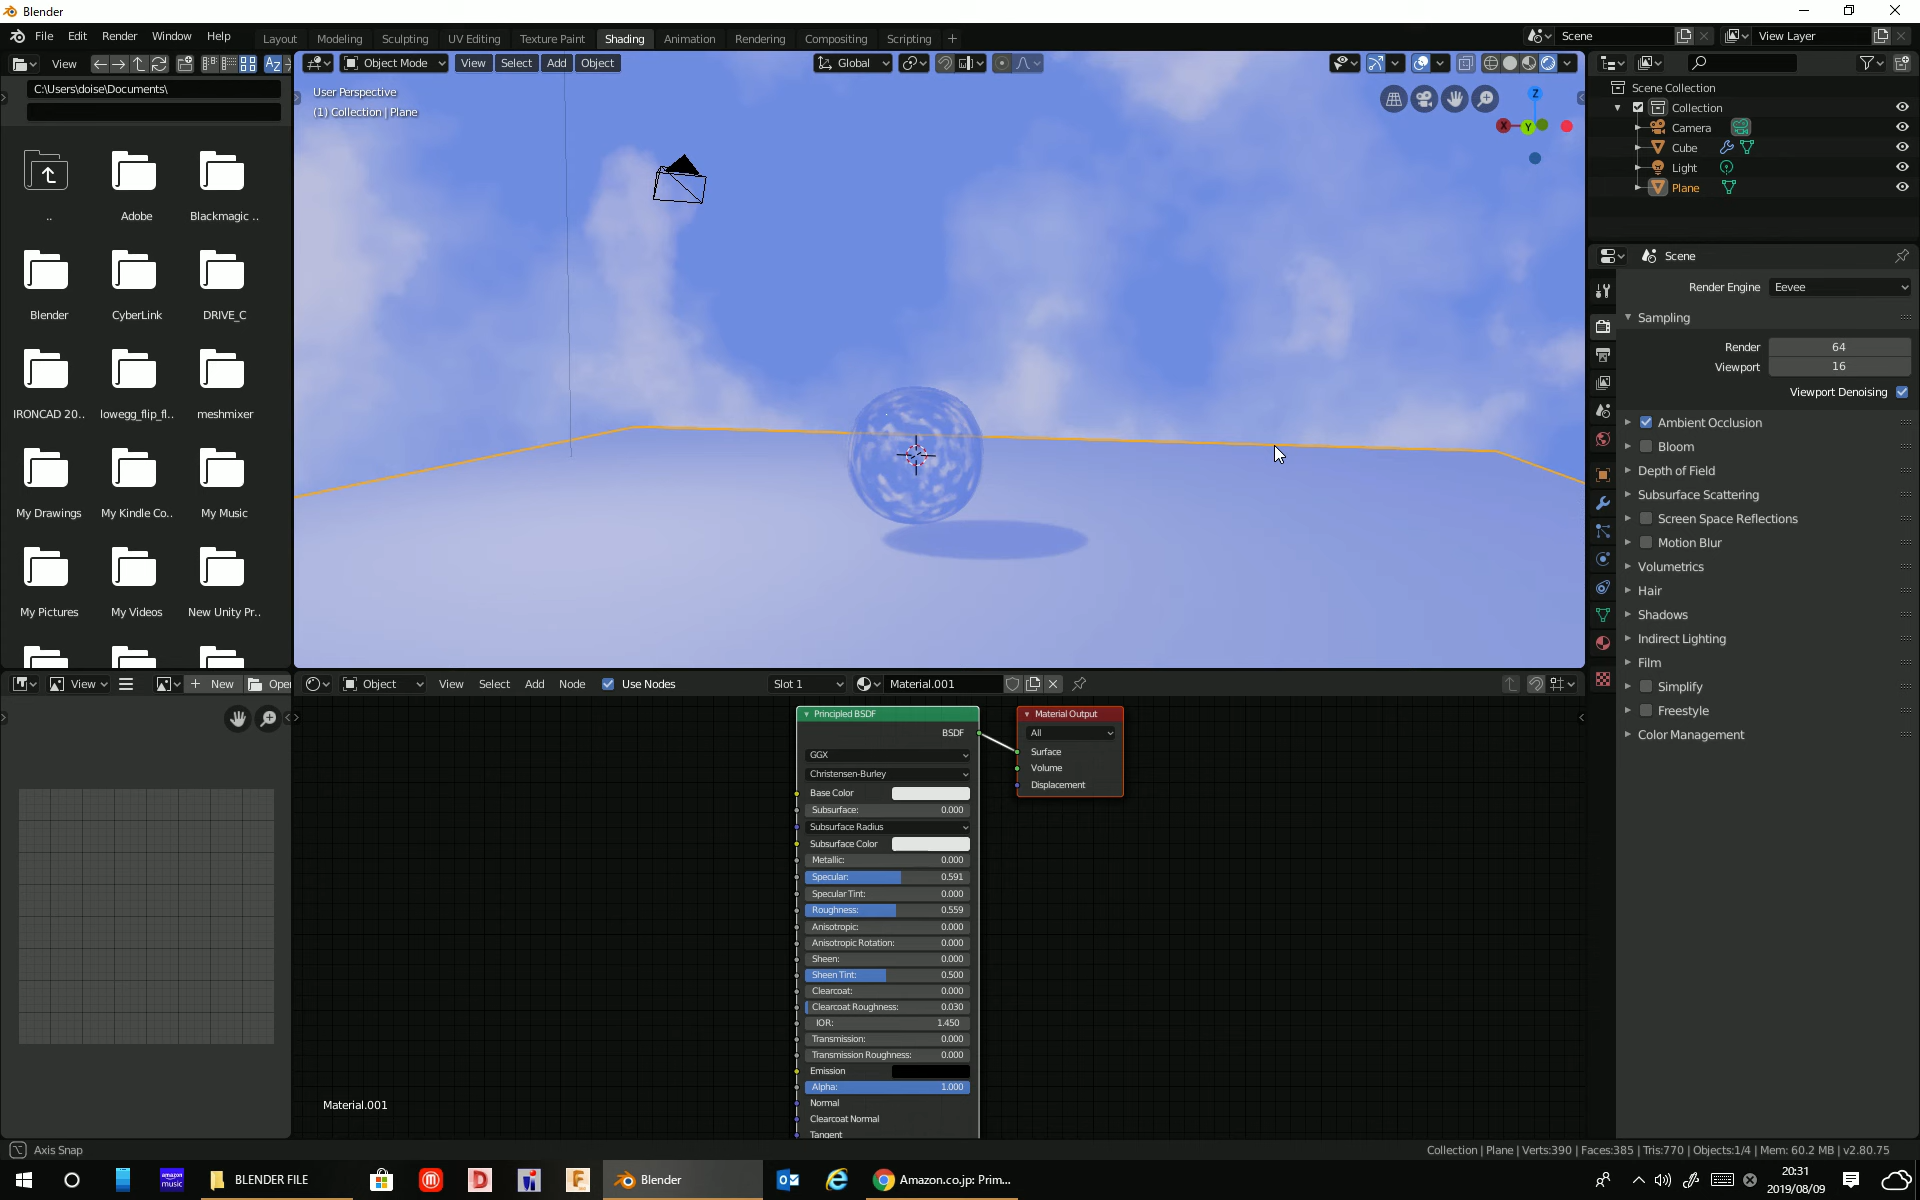 Blender
File Edit Render Window Help
Layout Modeling Sculpting UV Editing Texture Paint Shading Animation Rendering Compositing Scripting +
Scene
View Layer
View
C:\Users\doise\Documents\
..
Adobe
Blackmagic ..
Blender
CyberLink
DRIVE_C
IRONCAD 20..
lowegg_flip_fl..
meshmixer
My Drawings
My Kindle Co..
My Music
My Pictures
My Videos
New Unity Pr..
Object Mode View Select Add Object
Global
User Perspective
(1) Collection | Plane
Z
X
Y
Scene Collection
Collection
Camera
Cube
Light
Plane
Scene
Render Engine Eevee
Sampling
Render 64
Viewport 16
Viewport Denoising
Ambient Occlusion
Bloom
Depth of Field
Subsurface Scattering
Screen Space Reflections
Motion Blur
Volumetrics
Hair
Shadows
Indirect Lighting
Film
Simplify
Freestyle
Color Management
View + New Open
Object View Select Add Node Use Nodes Slot 1 Material.001
Principled BSDF
BSDF
GGX
Christensen-Burley
Base Color
Subsurface: 0.000
Subsurface Radius
Subsurface Color
Metallic: 0.000
Specular: 0.591
Specular Tint: 0.000
Roughness: 0.559
Anisotropic: 0.000
Anisotropic Rotation: 0.000
Sheen: 0.000
Sheen Tint: 0.500
Clearcoat: 0.000
Clearcoat Roughness: 0.030
IOR: 1.450
Transmission: 0.000
Transmission Roughness: 0.000
Emission
Alpha: 1.000
Normal
Clearcoat Normal
Tangent
Material Output
All
Surface
Volume
Displacement
Material.001
Axis Snap
Collection | Plane | Verts:390 | Faces:385 | Tris:770 | Objects:1/4 | Mem: 60.2 MB | v2.80.75
amazon music
BLENDER FILE
Blender
Amazon.co.jp: Prim...
20:31
2019/08/09